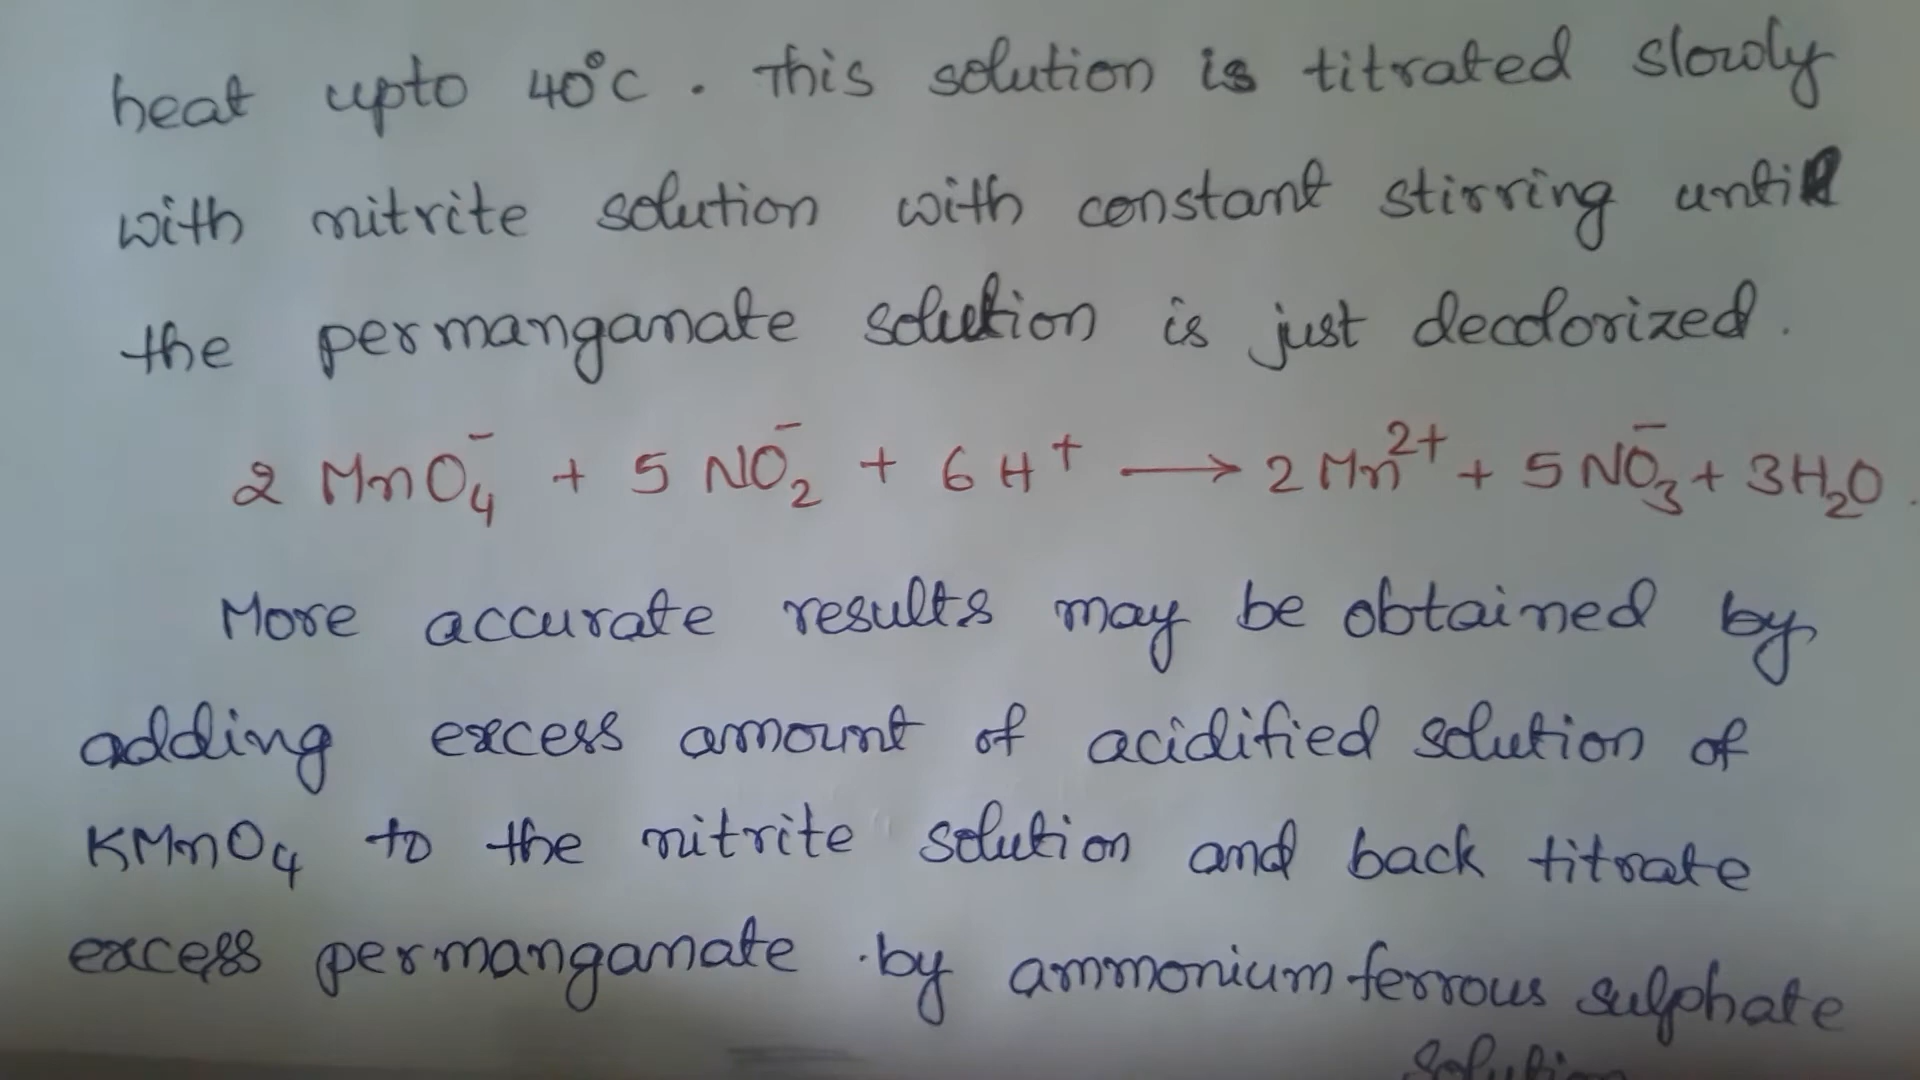 heat upto 40°C. This solution is titrated slowly
with nitrite solution with constant stirring until
the permanganate solution is just decolorized.
2 MnO₄⁻ + 5 NO₂⁻ + 6 H⁺ ⟶ 2 Mn²⁺ + 5 NO₃⁻ + 3H₂O.
More accurate results may be obtained by
adding excess amount of acidified solution of
KMnO₄ to the nitrite solution and back titrate
excess permanganate by ammonium ferrous sulphate
solution